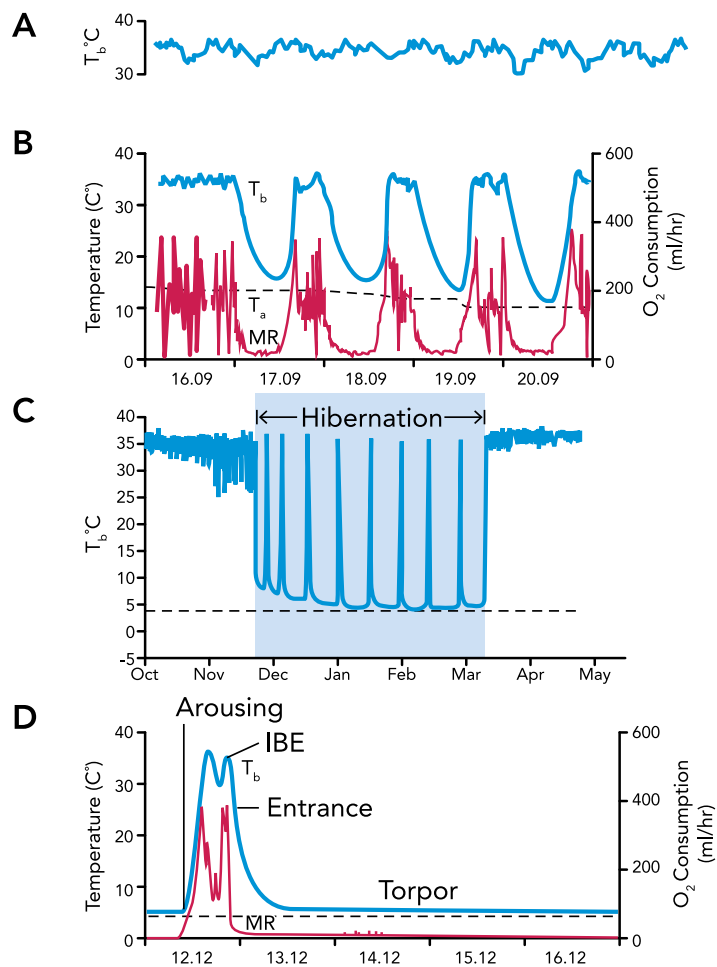 A
T_b°C
40
30
B
Temperature (C°)
40
30
20
10
0
T_b
T_a
MR
600
400
200
0
O₂ Consumption
(ml/hr)
16.09 17.09 18.09 19.09 20.09
C
T_b°C
40
35
30
25
20
15
10
5
0
-5
Hibernation
Oct Nov Dec Jan Feb Mar Apr May
D
Arousing
IBE
T_b
Entrance
Torpor
MR
Temperature (C°)
40
30
20
10
0
600
400
200
0
O₂ Consumption
(ml/hr)
12.12 13.12 14.12 15.12 16.12